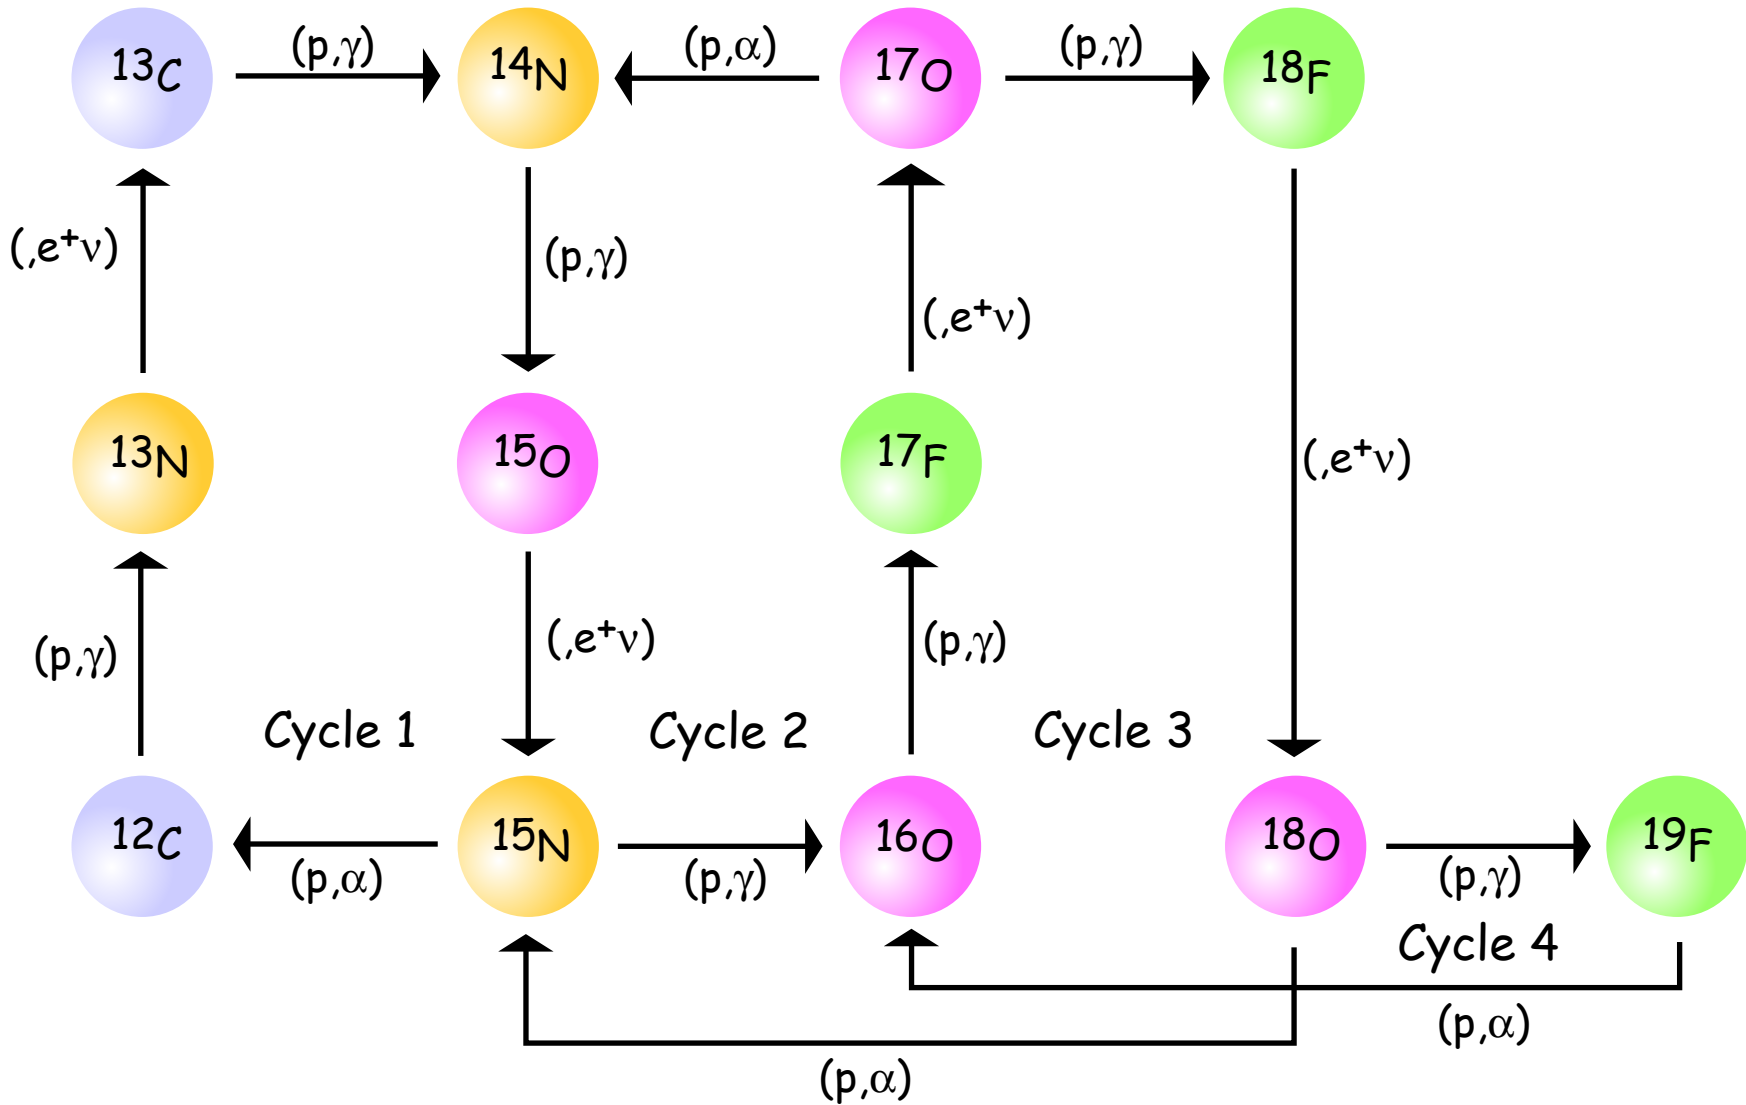 13C
(p,γ)
14N
(p,α)
17O
(p,γ)
18F
(,e+ν)
(p,γ)
(,e+ν)
13N
15O
17F
(,e+ν)
(p,γ)
(,e+ν)
(p,γ)
Cycle 1
Cycle 2
Cycle 3
12C
(p,α)
15N
(p,γ)
16O
18O
(p,γ)
19F
Cycle 4
(p,α)
(p,α)